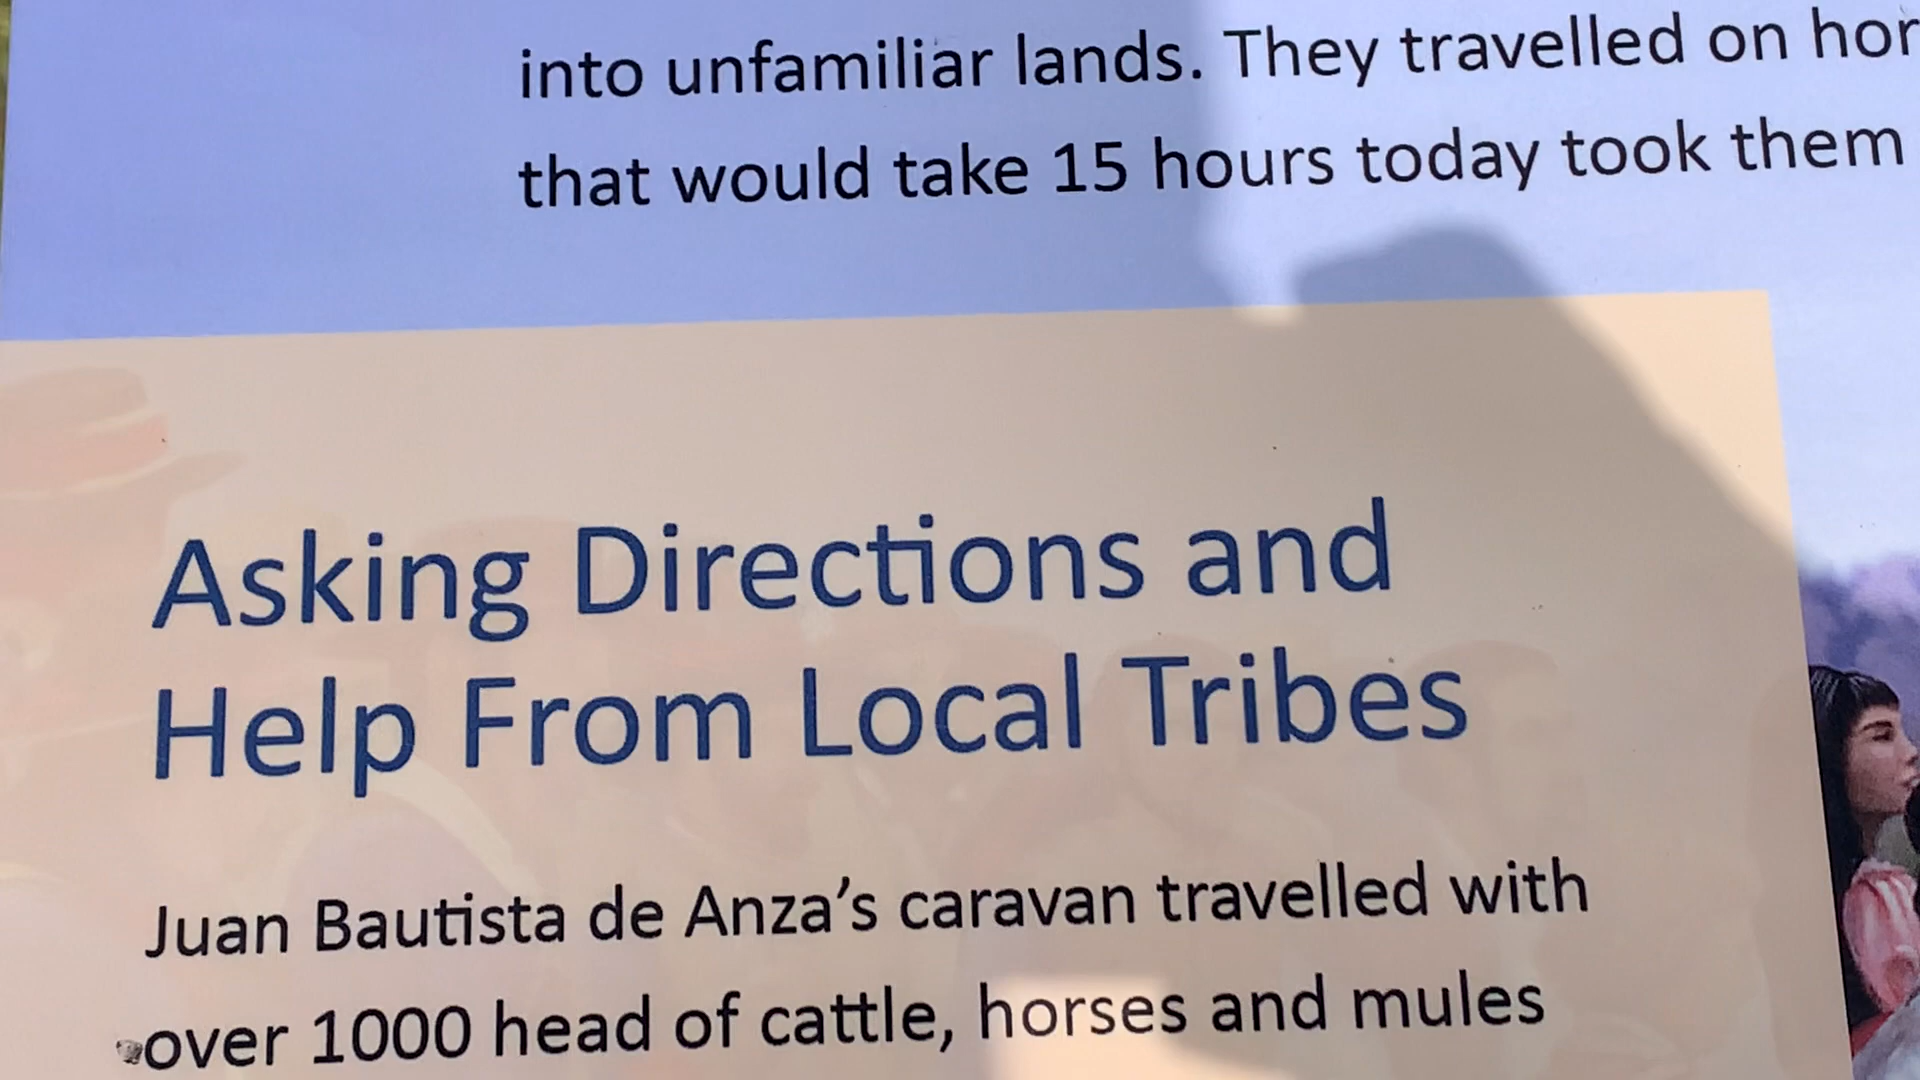 into unfamiliar lands. They travelled on
that would take 15 hours today took them
Asking Directions and
Help From Local Tribes
Juan Bautista de Anza's caravan travelled with
over 1000 head of cattle, horses and mules